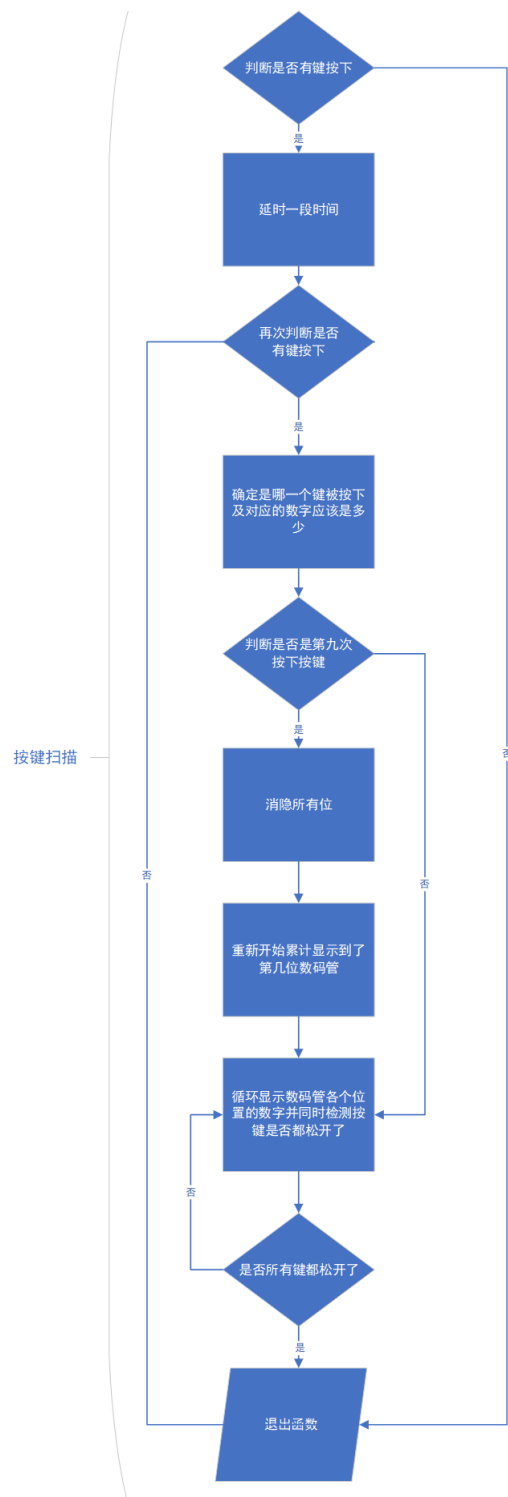 判断是否有键按下
是
延时一段时间
再次判断是否
有键按下
是
确定是哪一个键被按下
及对应的数字应该是多
少
判断是否是第九次
按下按键
是
否
按键扫描
消隐所有位
否
否
重新开始累计显示到了
第几位数码管
循环显示数码管各个位
置的数字并同时检测按
键是否都松开了
否
是否所有键都松开了
是
退出函数